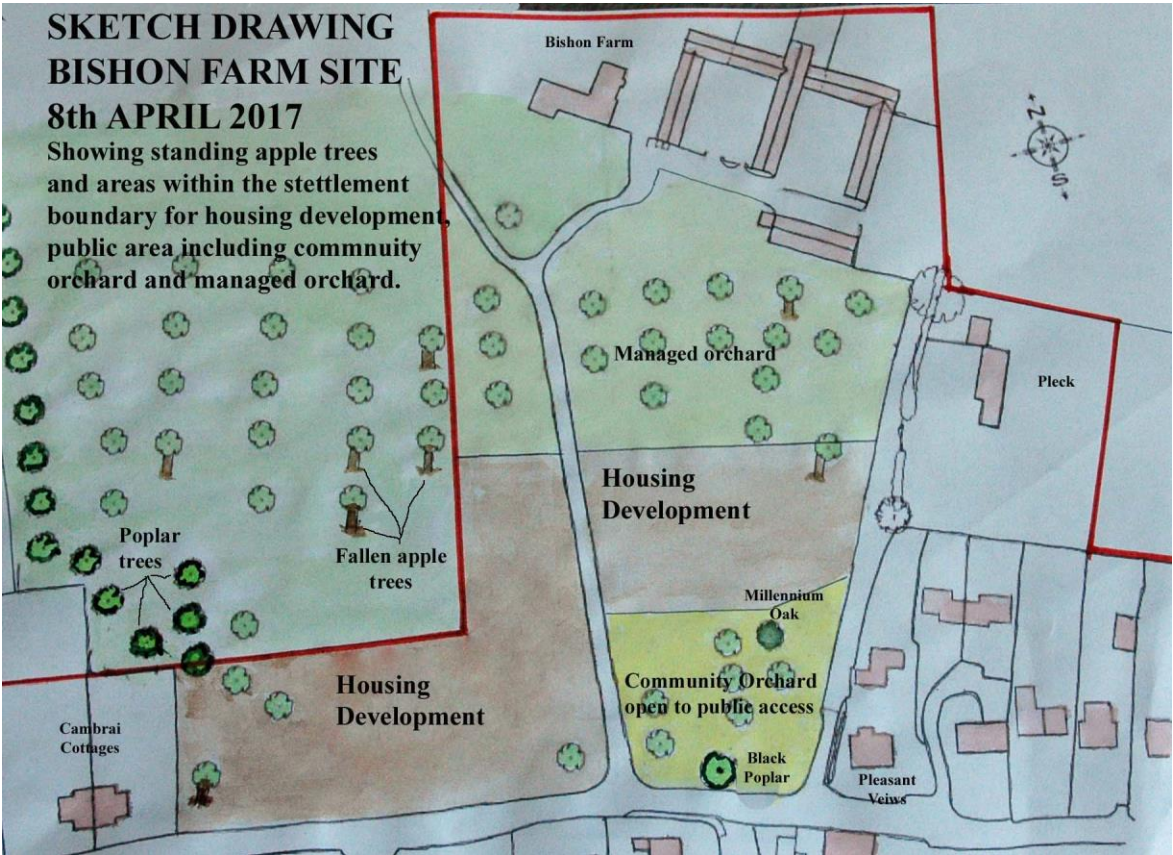 SKETCH DRAWING
BISHON FARM SITE
8th APRIL 2017
Showing standing apple trees
and areas within the stettlement
boundary for housing development,
public area including commnuity
orchard and managed orchard.
Bishon Farm
N
S
Managed orchard
Pleck
Housing
Development
Poplar
trees
Fallen apple
trees
Millennium
Oak
Housing
Development
Community Orchard
open to public access
Cambrai
Cottages
Black
Poplar
Pleasant
Veiws